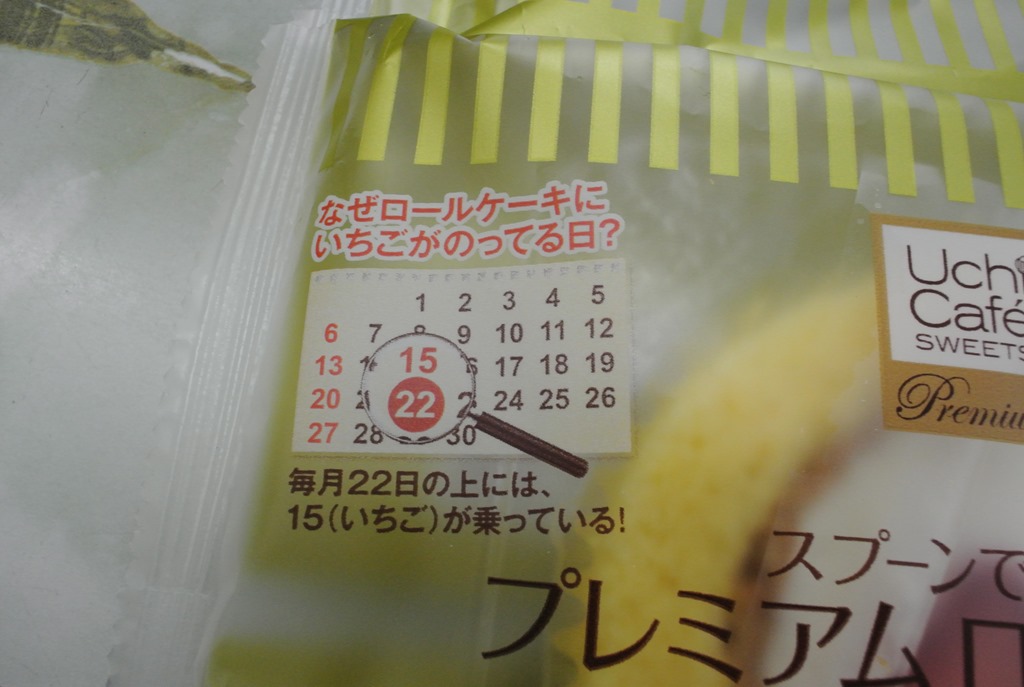 なぜロールケーキに
いちごがのってる日?
1 2 3 4 5
6 7 9 10 11 12
13 15 17 18 19
20 22 24 25 26
27 28 30
毎月22日の上には、
15(いちご)が乗っている!
Uchi
Café
SWEETS
スプーンで
プレミアム